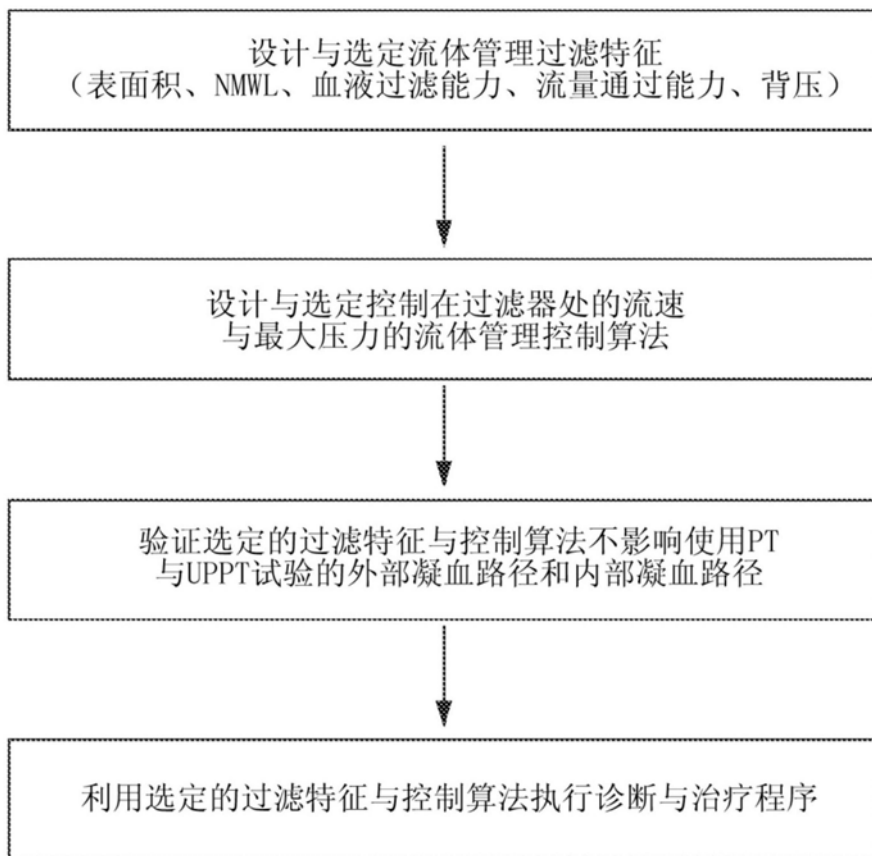 设计与选定流体管理过滤特征
（表面积、NMWL、血液过滤能力、流量通过能力、背压）
设计与选定控制在过滤器处的流速
与最大压力的流体管理控制算法
验证选定的过滤特征与控制算法不影响使用PT
与UPPT试验的外部凝血路径和内部凝血路径
利用选定的过滤特征与控制算法执行诊断与治疗程序